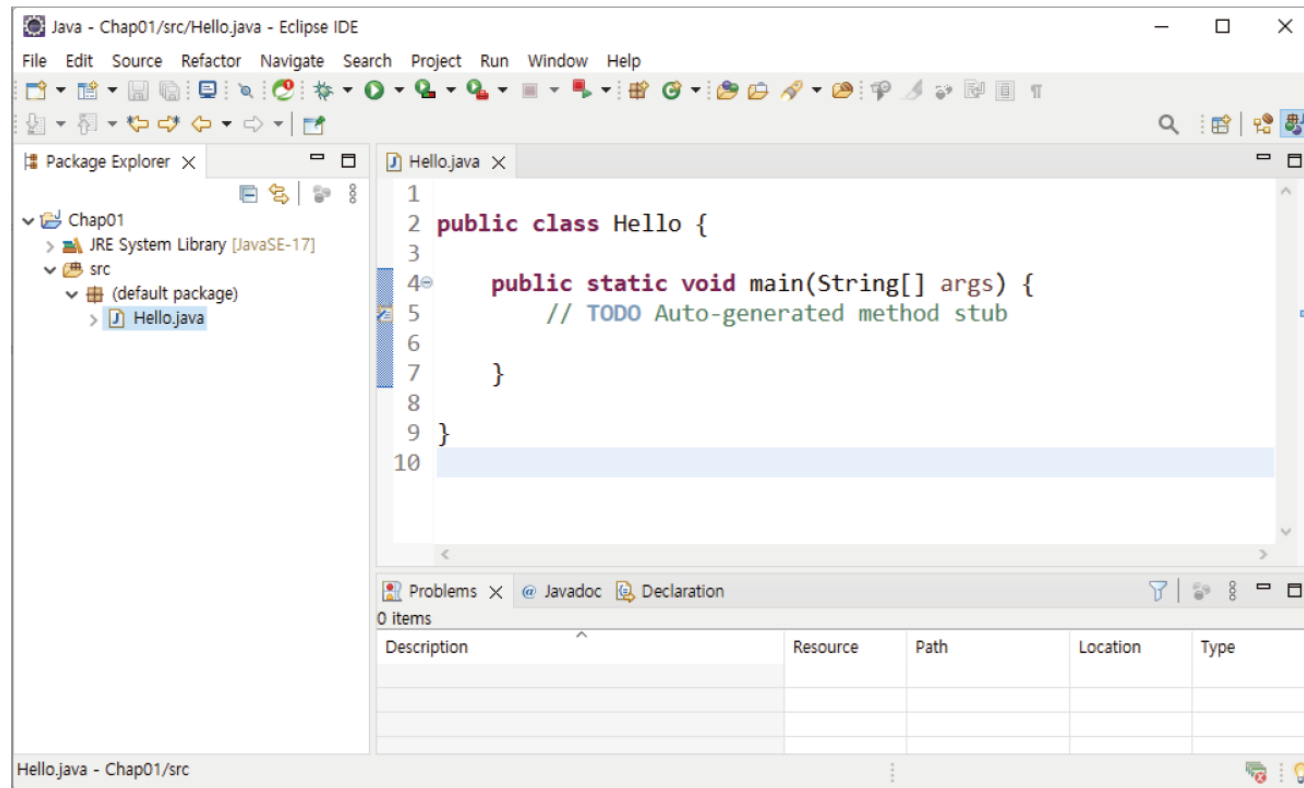 Java - Chap01/src/Hello.java - Eclipse IDE
File Edit Source Refactor Navigate Search Project Run Window Help
Package Explorer
Chap01
JRE System Library [JavaSE-17]
src
(default package)
Hello.java
Hello.java
1
2 public class Hello {
3
4 public static void main(String[] args) {
5 // TODO Auto-generated method stub
6
7 }
8
9 }
10
Problems @ Javadoc Declaration
0 items
Description Resource Path Location Type
Hello.java - Chap01/src